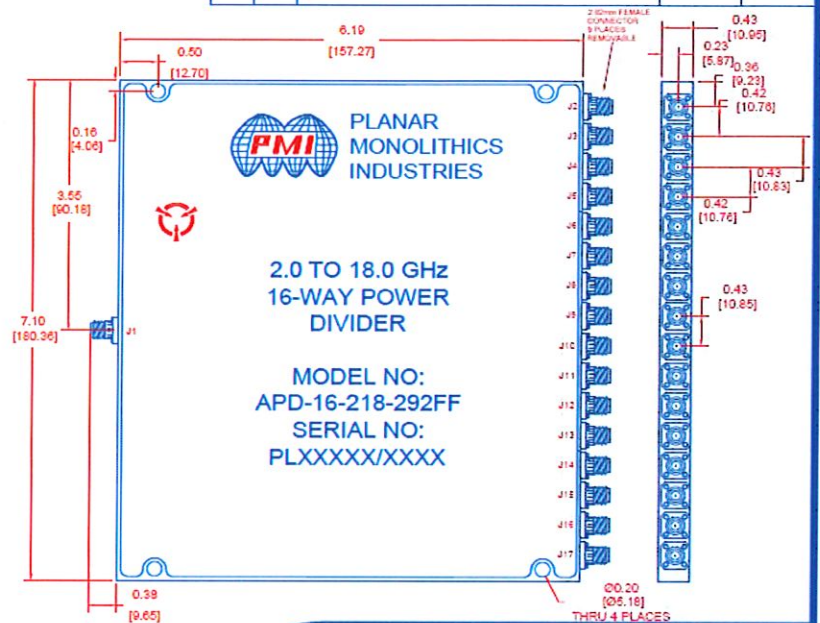 6.19
[157.27]
0.50
[12.70]
2.92mm FEMALE
CONNECTOR
PLACES
REMOVABLE
0.43
[10.95]
0.23
[5.87]
0.36
[9.23]
0.42
[10.76]
0.16
[4.06]
3.55
[90.18]
7.10
[180.36]
PMI
PLANAR
MONOLITHICS
INDUSTRIES
0.43
[10.83]
0.42
[10.76]
2.0 TO 18.0 GHz
16-WAY POWER
DIVIDER
0.43
[10.85]
MODEL NO:
APD-16-218-292FF
SERIAL NO:
PLXXXXX/XXXX
J1
J2
J3
J4
J5
J6
J7
J8
J9
J10
J11
J12
J13
J14
J15
J16
J17
0.38
[9.65]
Ø0.20
[Ø5.18]
THRU 4 PLACES